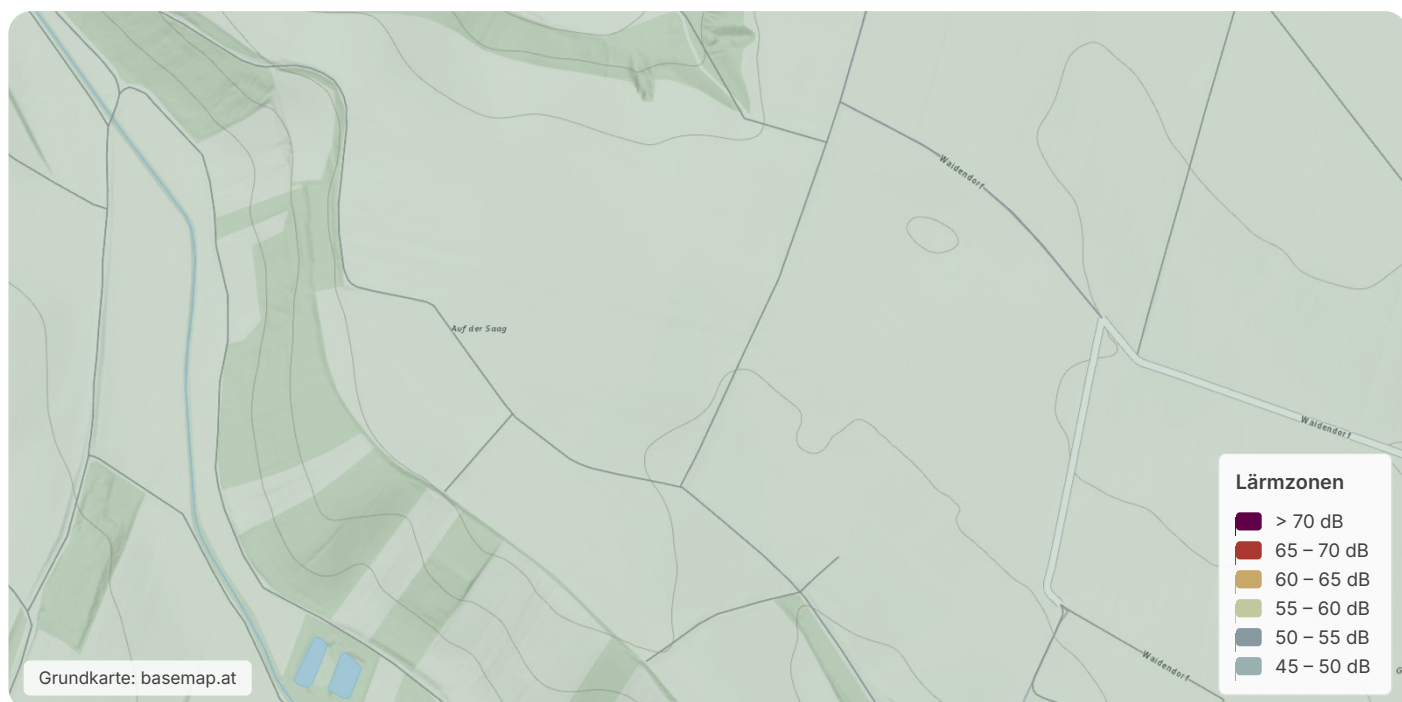 Waidendorf
Auf der Saag
Waidendorf
Lärmzonen
> 70 dB
65 – 70 dB
60 – 65 dB
55 – 60 dB
50 – 55 dB
45 – 50 dB
Waidendorf
G
Grundkarte: basemap.at